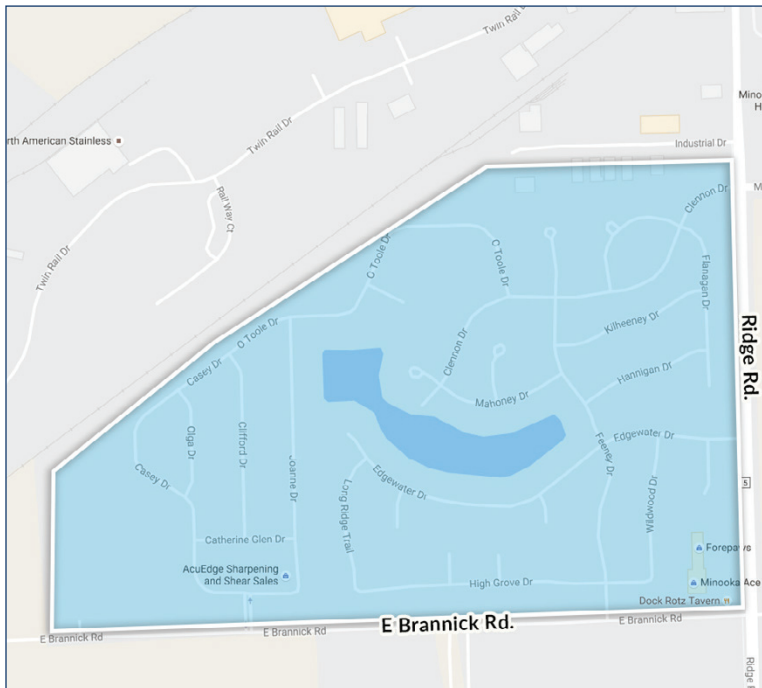 Twin Rail D
Mino
H
rth American Stainless
Twin Rail Dr
Industrial Dr
Rail Way Ct
M
Clennon Dr
Twin Rail Dr
O Toole Dr
C Toole Dr
Flanagan Dr
Kilheeney Dr
O Toole Dr
Clennon Dr
Ridge Rd.
Casey Dr
Hannigan Dr
Mahoney Dr
Olga Dr
Clifford Dr
Joanne Dr
Feeney Dr
Edgewater Dr
Casey Dr
Edgewater Dr
5
Long Ridge Trail
Wildwood Dr
Catherine Glen Dr
Forepaws
AcuEdge Sharpening
and Shear Sales
High Grove Dr
Minooka Ace
Dock Rotz Tavern
E Brannick Rd
E Brannick Rd
E Brannick Rd.
E Brannick Rd
Ridge R